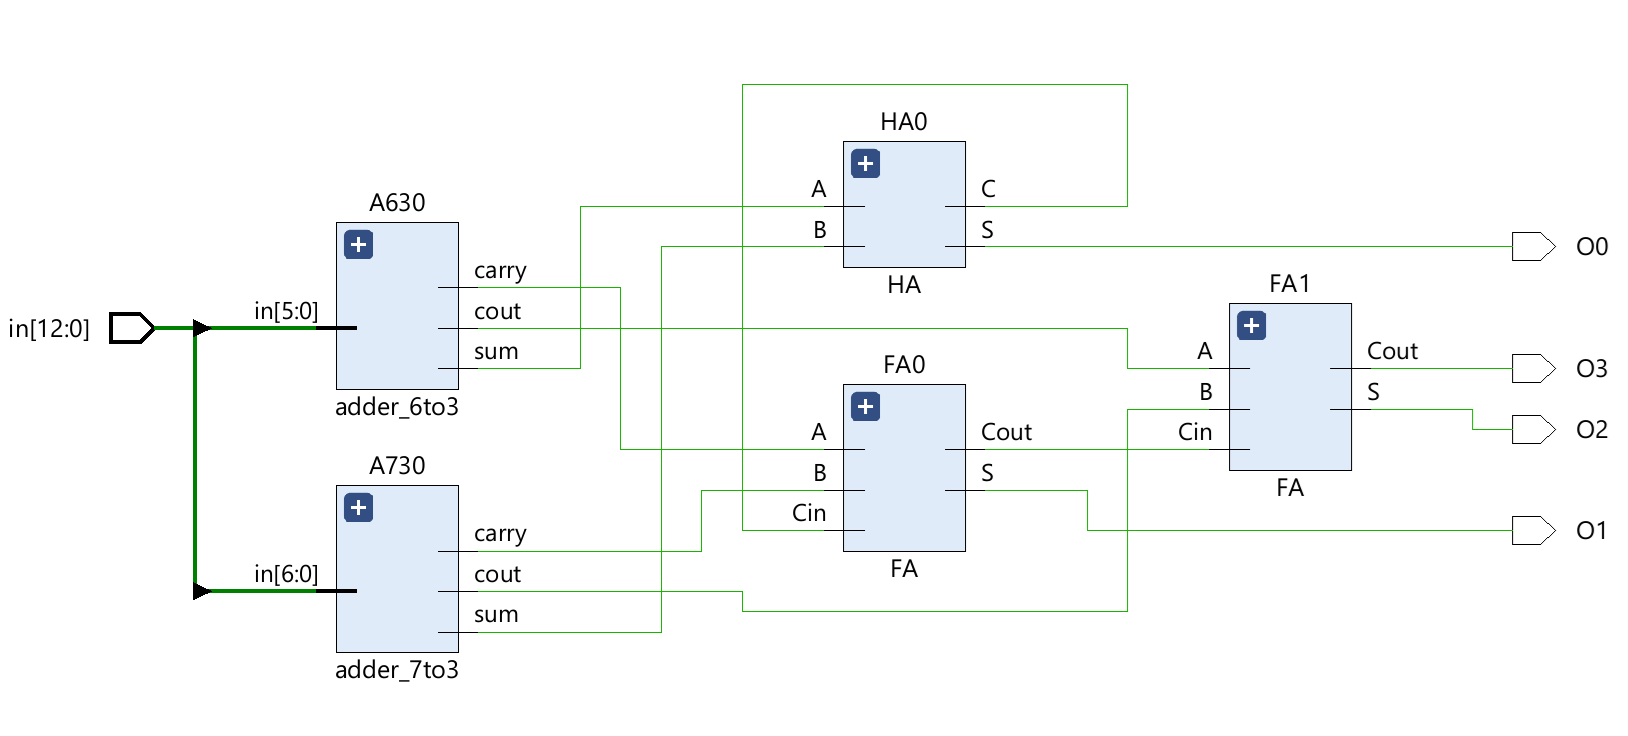 HA0
A
C
B
S
HA
A630
carry
in[5:0]
cout
sum
adder_6to3
in[12:0]
O0
FA1
A
Cout
B
S
Cin
FA
O3
O2
FA0
A
Cout
B
S
Cin
FA
O1
A730
carry
in[6:0]
cout
sum
adder_7to3